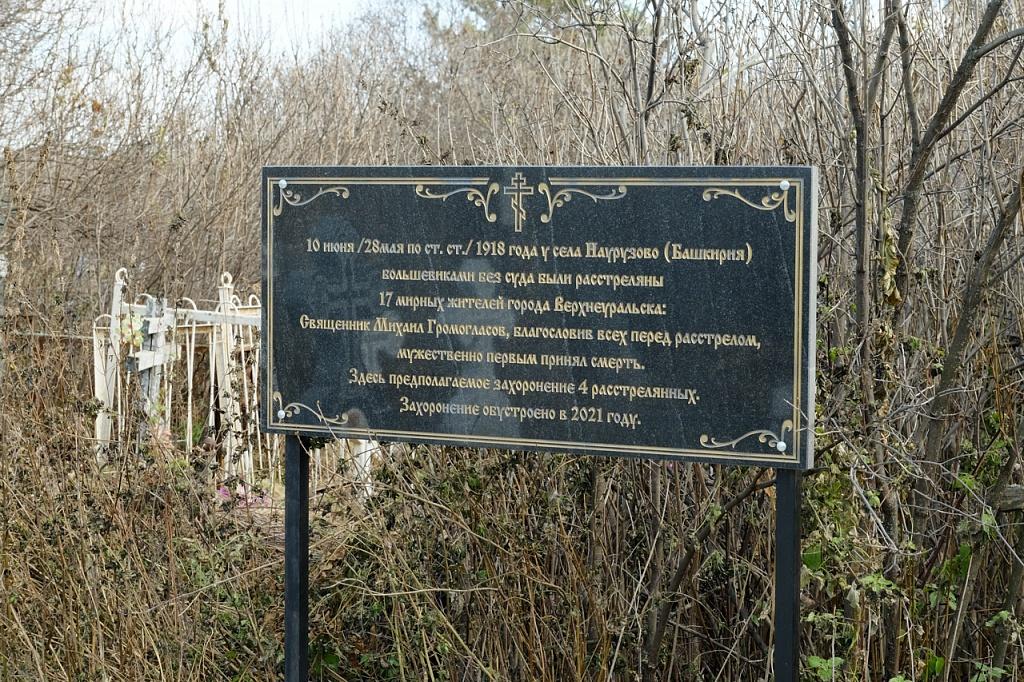 10 июня /28мая по ст. ст./ 1918 года у села Наурузово (Башкирия)
большевиками без суда были расстреляны
17 мирных жителей города Верхнеуральска:
Священник Михаил Громогласов, благословив всех перед расстрелом,
мужественно первым принял смерть.
Здесь предполагаемое захоронение 4 расстрелянных.
Захоронение обустроено в 2021 году.